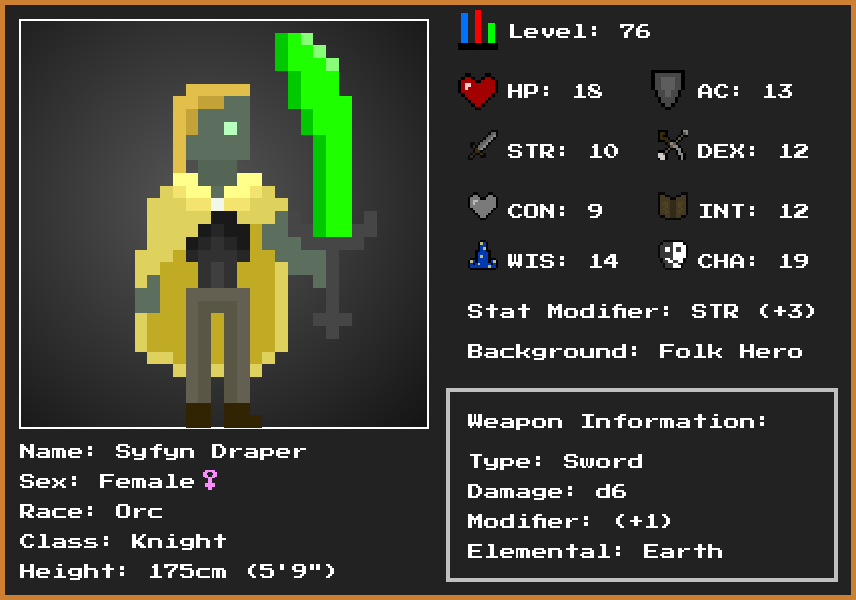 Level: 76
HP: 18
AC: 13
STR: 10
DEX: 12
CON: 9
INT: 12
WIS: 14
CHA: 19
Stat Modifier: STR (+3)
Background: Folk Hero
Weapon Information:
Type: Sword
Damage: d6
Modifier: (+1)
Elemental: Earth
Name: Syfyn Draper
Sex: Female♀
Race: Orc
Class: Knight
Height: 175cm (5'9")